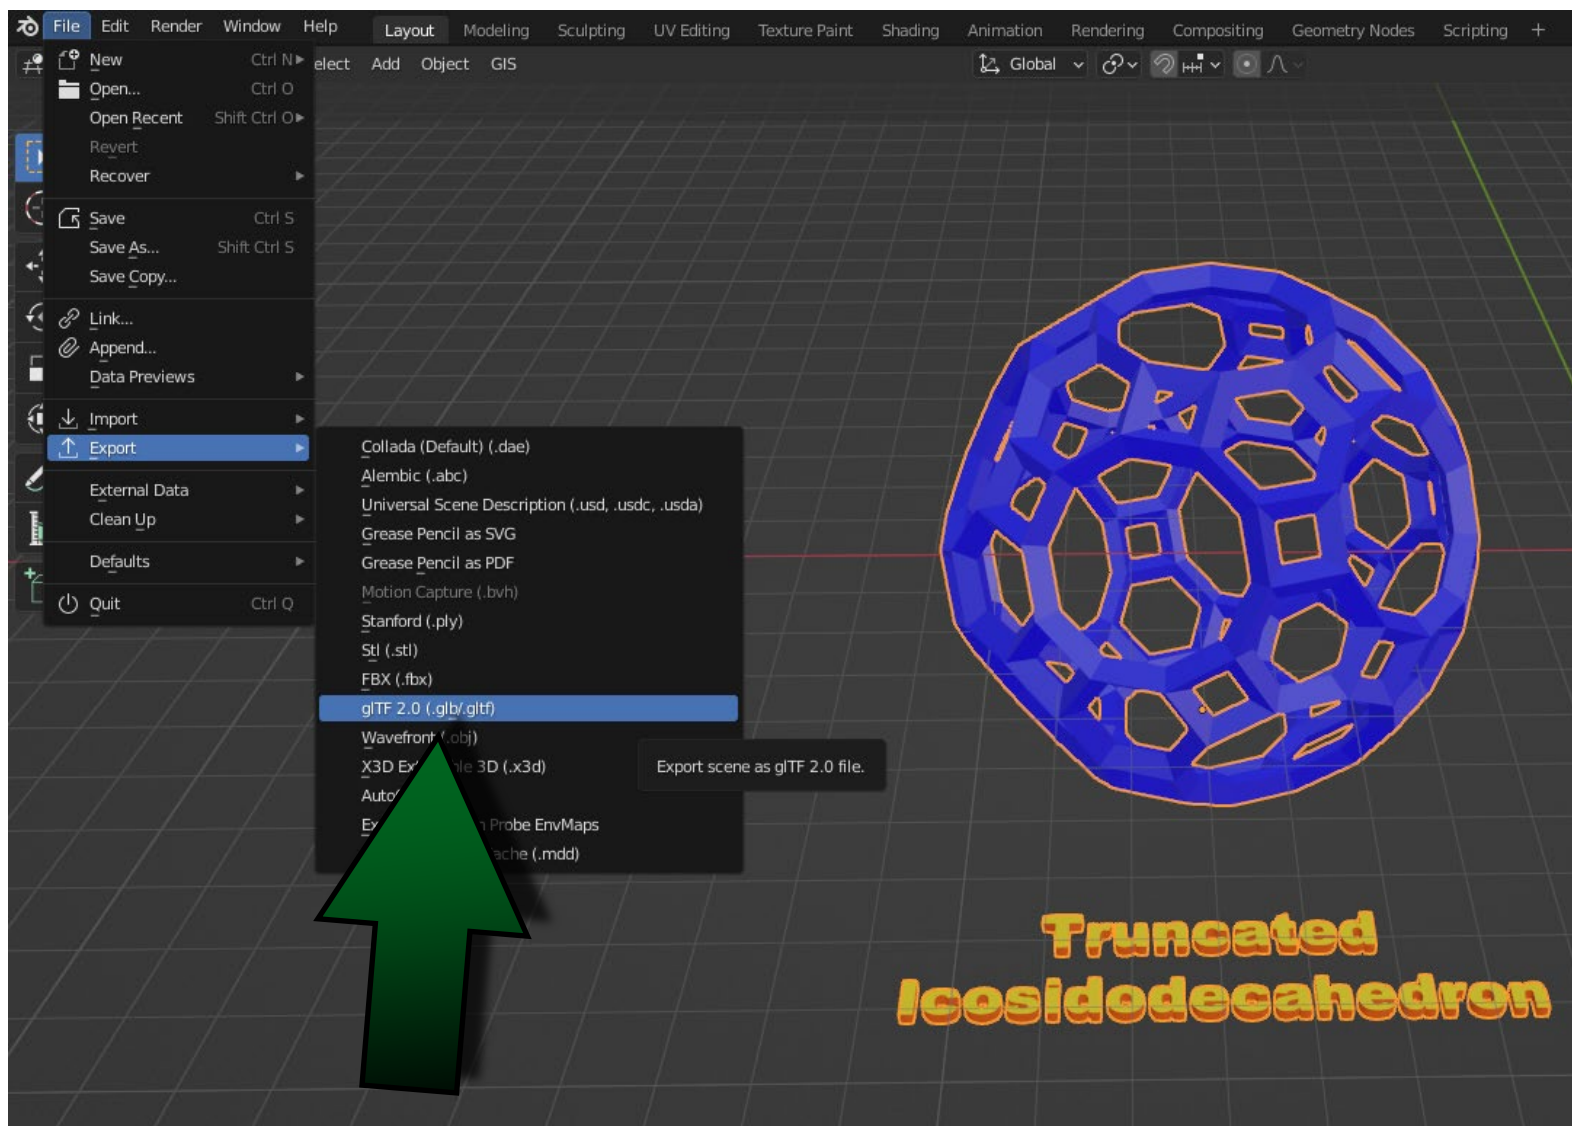 File Edit Render Window Help Layout Modeling Sculpting UV Editing Texture Paint Shading Animation Rendering Compositing Geometry Nodes Scripting +
elect Add Object GIS Global
New Ctrl N
Open... Ctrl O
Open Recent Shift Ctrl O
Revert
Recover
Save Ctrl S
Save As... Shift Ctrl S
Save Copy...
Link...
Append...
Data Previews
Import
Export
External Data
Clean Up
Defaults
Quit Ctrl Q
Collada (Default) (.dae)
Alembic (.abc)
Universal Scene Description (.usd, .usdc, .usda)
Grease Pencil as SVG
Grease Pencil as PDF
Motion Capture (.bvh)
Stanford (.ply)
Stl (.stl)
FBX (.fbx)
glTF 2.0 (.glb/.gltf)
Wavefront (.obj)
X3D 3D (.x3d)
Export scene as glTF 2.0 file.
Probe EnvMaps
(.mdd)
Truncated
Icosidodecahedron